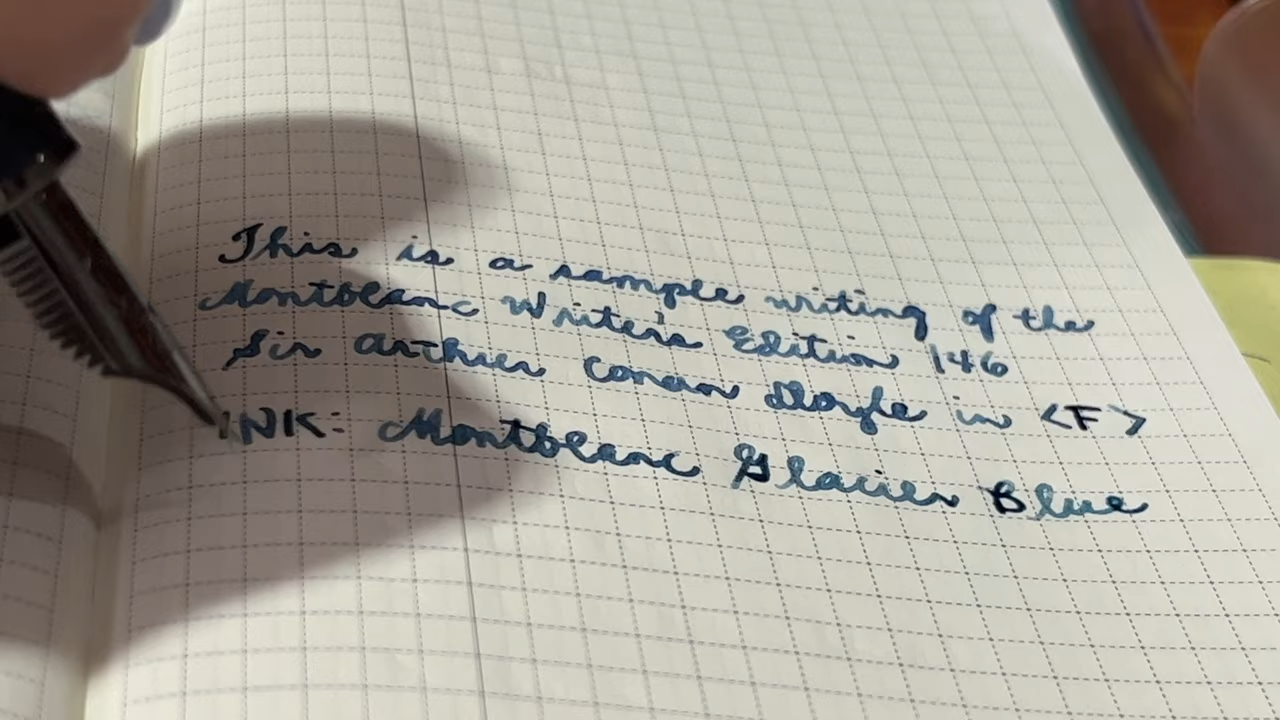 This is a sample writing of the
Montblanc Writer's Edition 146
Sir Arthur Conan Doyle in <F>
INK: Montblanc Glacier Blue